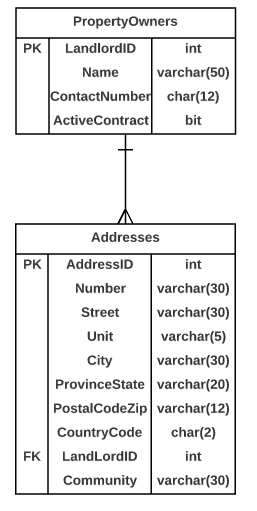 PropertyOwners
PK LandlordID int
Name varchar(50)
ContactNumber char(12)
ActiveContract bit
Addresses
PK AddressID int
Number varchar(30)
Street varchar(30)
Unit varchar(5)
City varchar(30)
ProvinceState varchar(20)
PostalCodeZip varchar(12)
CountryCode char(2)
FK LandLordID int
Community varchar(30)